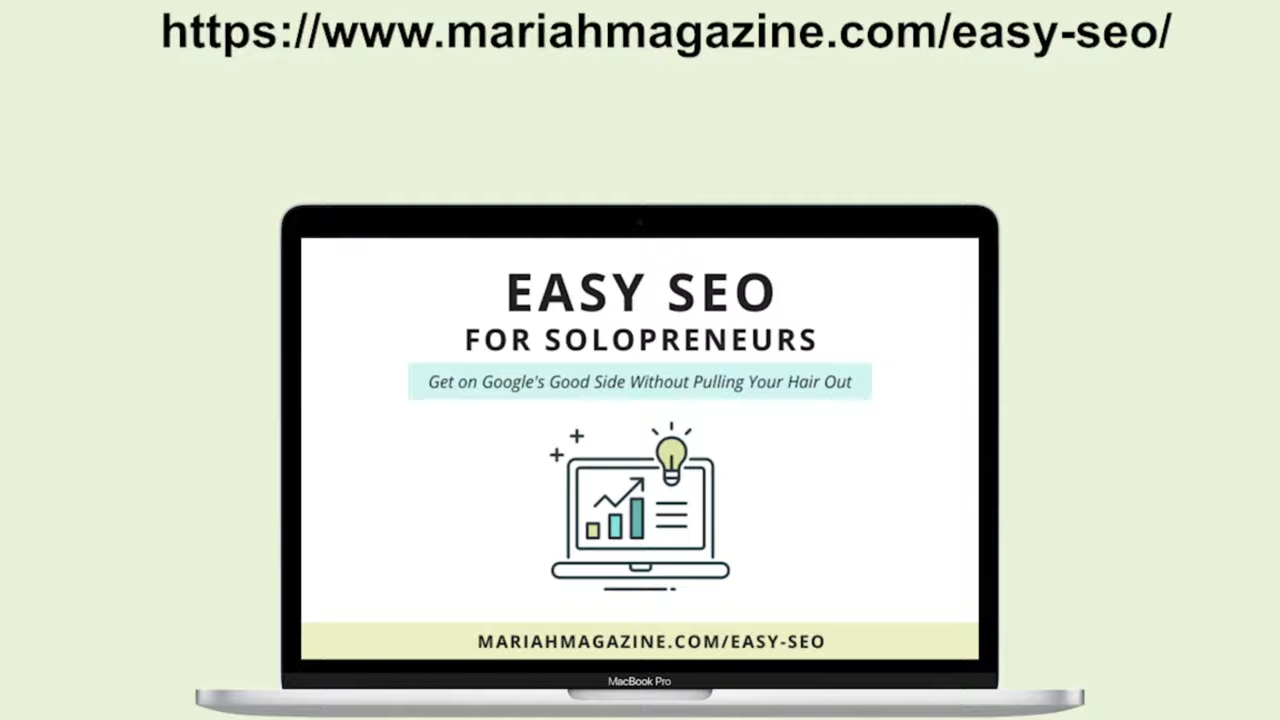 https://www.mariahmagazine.com/easy-seo/
EASY SEO
FOR SOLOPRENEURS
Get on Google's Good Side Without Pulling Your Hair Out
MARIAHMAGAZINE.COM/EASY-SEO
MacBook Pro